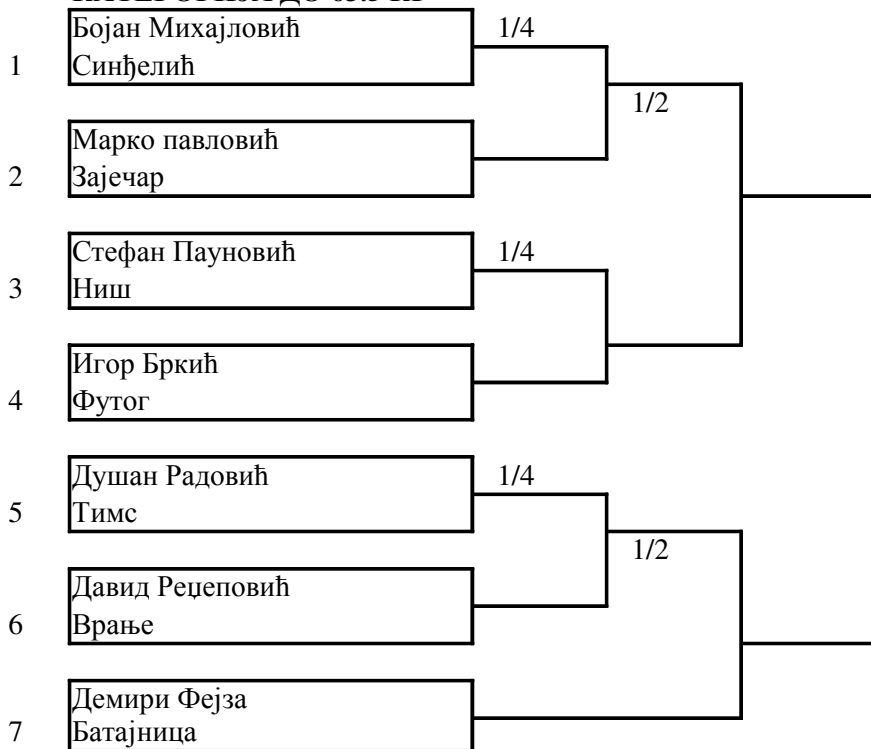 Бојан Михајловић
1/4
1
Синђелић
1/2
Марко павловић
2
Зајечар
Стефан Пауновић
1/4
3
Ниш
Игор Бркић
4
Футог
Душан Радовић
1/4
5
Тимс
1/2
Давид Реџеповић
6
Врање
Демири Фејза
7
Батајница